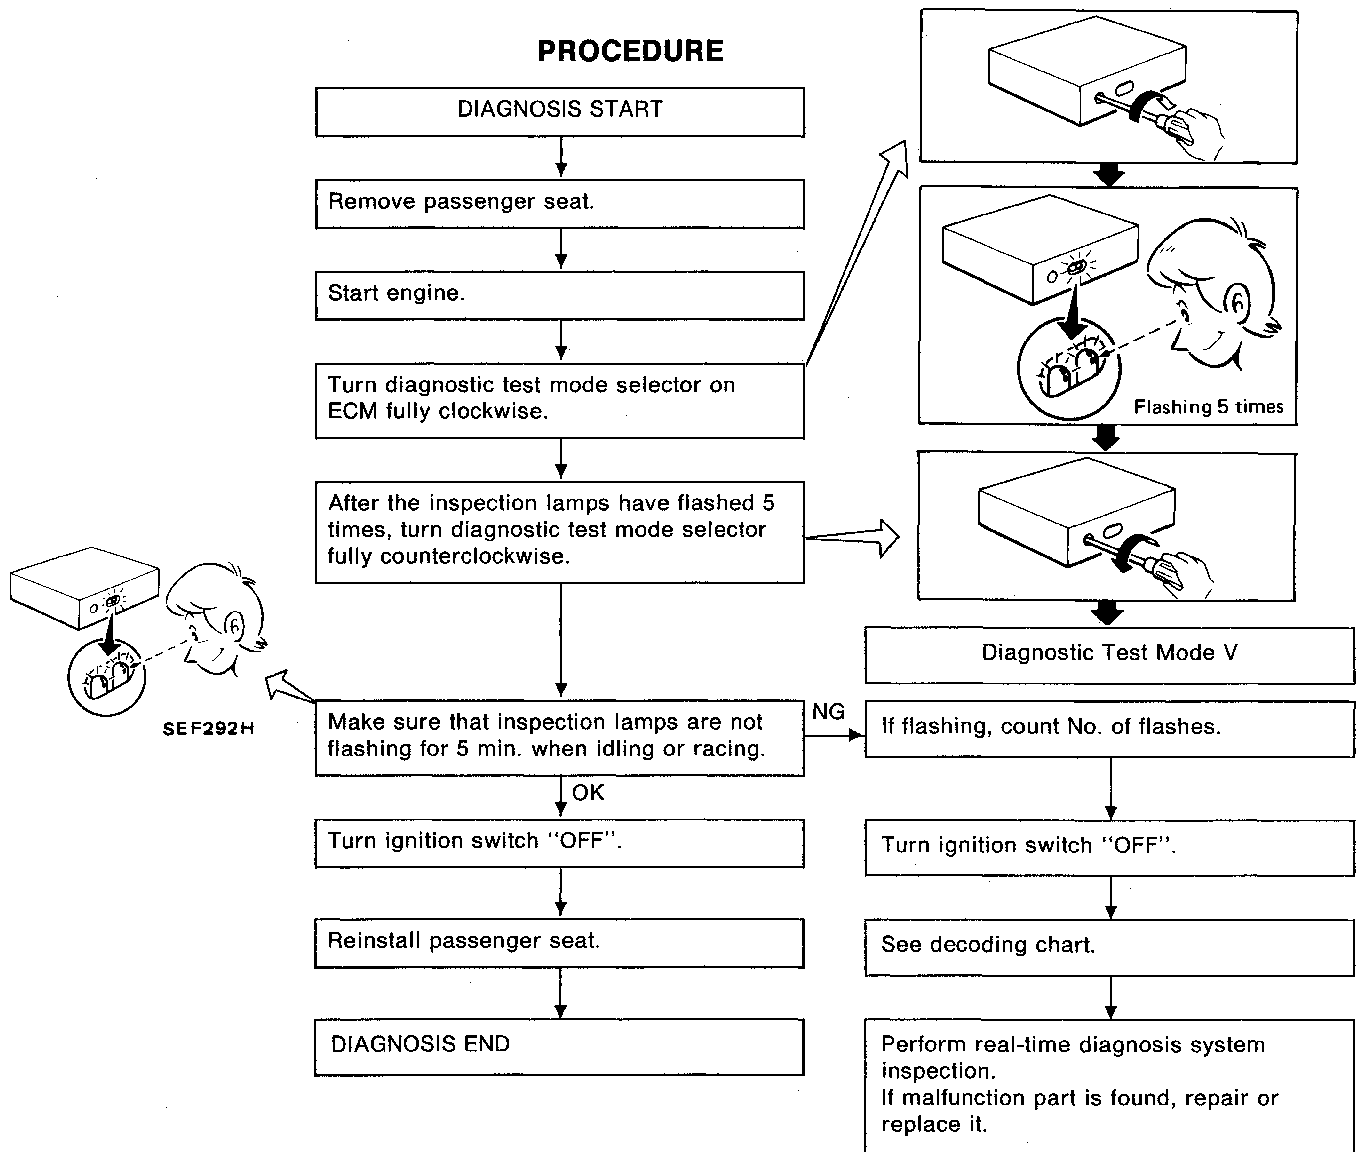 PROCEDURE
DIAGNOSIS START
Remove passenger seat.
Start engine.
Turn diagnostic test mode selector on
ECM fully clockwise.
Flashing 5 times
After the inspection lamps have flashed 5
times, turn diagnostic test mode selector
fully counterclockwise.
Diagnostic Test Mode V
SEF292H
Make sure that inspection lamps are not
flashing for 5 min. when idling or racing.
NG
If flashing, count No. of flashes.
OK
Turn ignition switch "OFF".
Turn ignition switch "OFF".
Reinstall passenger seat.
See decoding chart.
DIAGNOSIS END
Perform real-time diagnosis system
inspection.
If malfunction part is found, repair or
replace it.